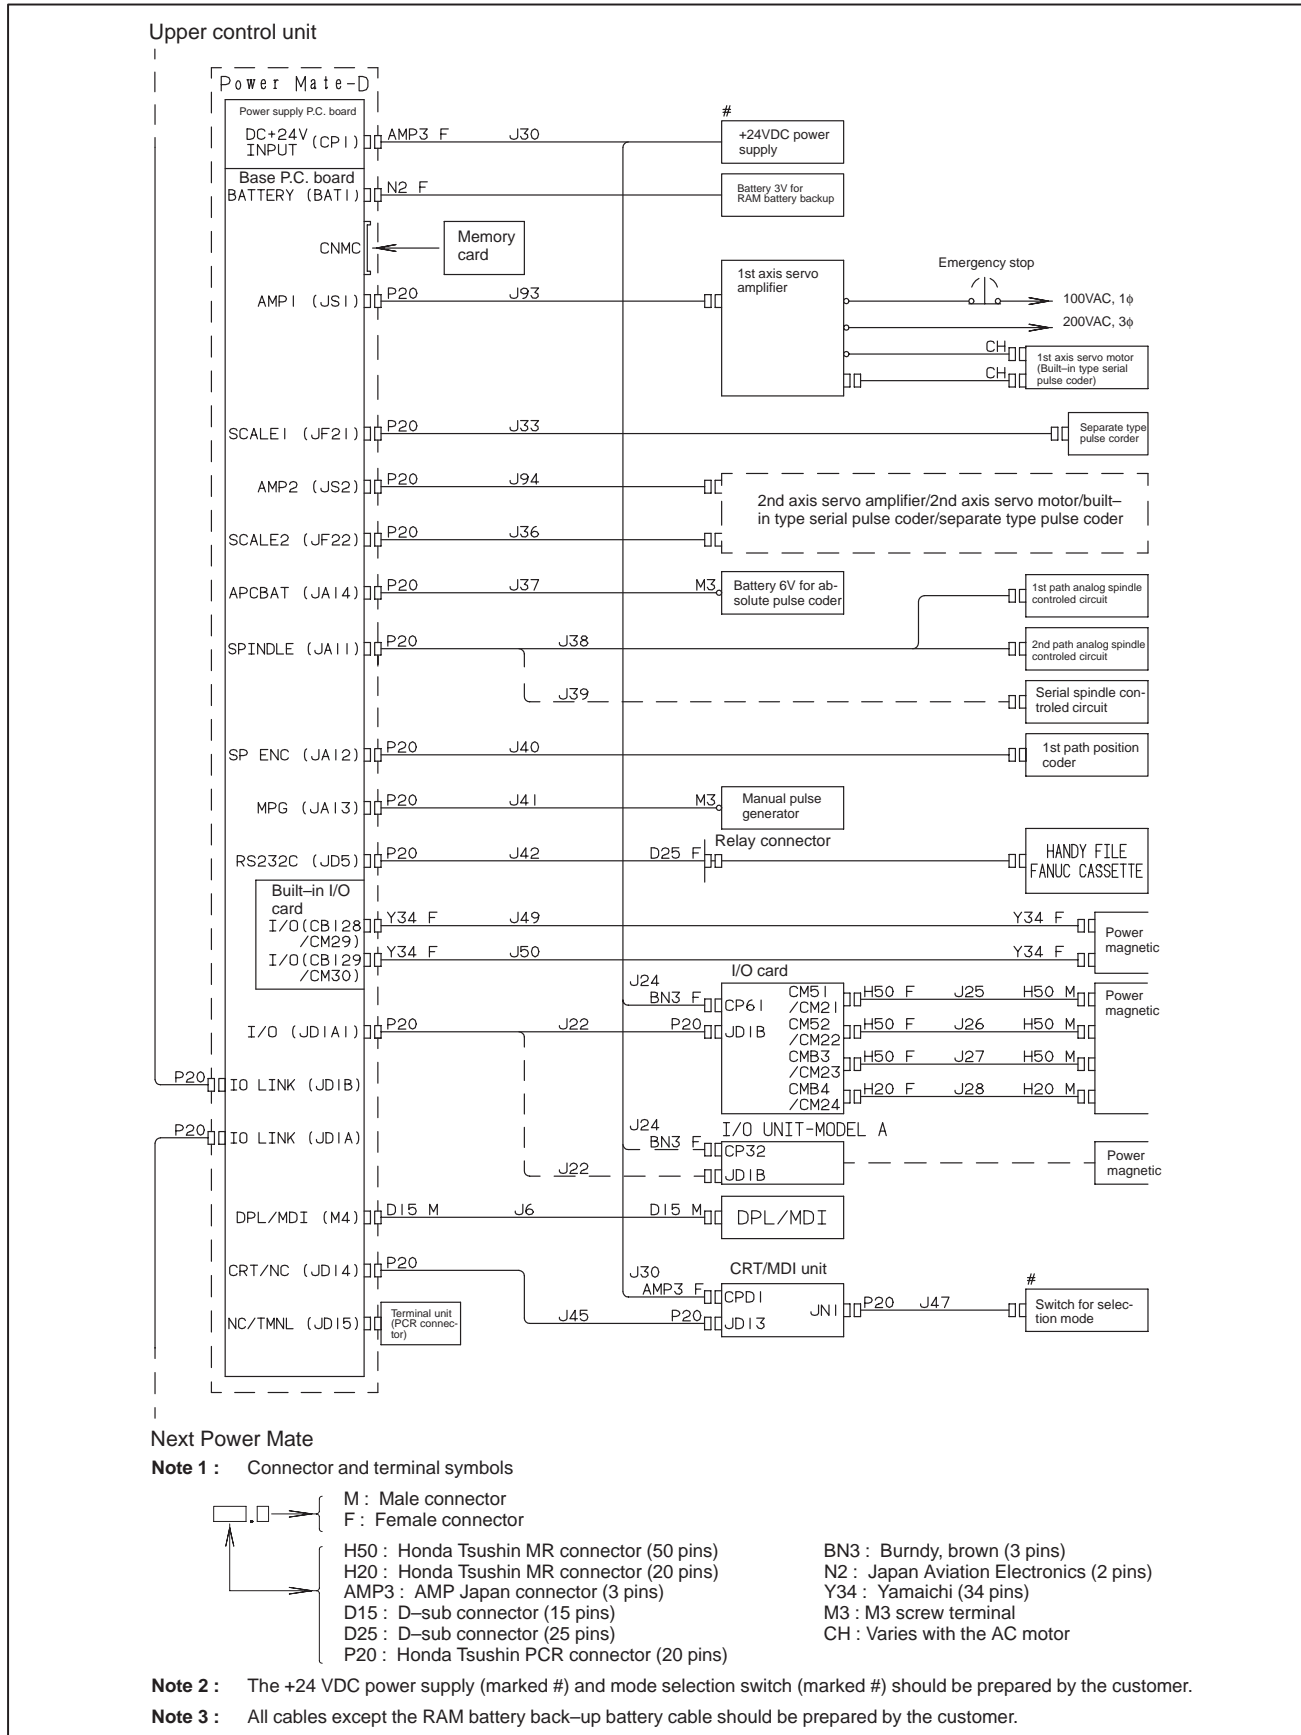 Upper control unit
Power Mate-D
Power supply P.C. board
DC+24V
INPUT (CP1) AMP3 F J30
#
+24VDC power
supply
Base P.C. board
BATTERY (BAT1) N2 F
Battery 3V for
RAM battery backup
CNMC
Memory
card
AMP1 (JS1) P20 J93
1st axis servo
amplifier
Emergency stop
100VAC, 1ϕ
200VAC, 3ϕ
CH
CH
1st axis servo motor
(Built–in type serial
pulse coder)
SCALE1 (JF21) P20 J33
Separate type
pulse corder
AMP2 (JS2) P20 J94
2nd axis servo amplifier/2nd axis servo motor/built–
in type serial pulse coder/separate type pulse coder
SCALE2 (JF22) P20 J36
APCBAT (JA14) P20 J37 M3
Battery 6V for ab-
solute pulse coder
1st path analog spindle
controled circuit
SPINDLE (JA11) P20 J38
2nd path analog spindle
controled circuit
J39
Serial spindle con-
troled circuit
SP ENC (JA12) P20 J40
1st path position
coder
MPG (JA13) P20 J41 M3
Manual pulse
generator
Relay connector
RS232C (JD5) P20 J42 D25 F
HANDY FILE
FANUC CASSETTE
Built–in I/O
card
I/O(CB128
/CM29) Y34 F J49 Y34 F
I/O(CB129
/CM30) Y34 F J50 Y34 F
Power
magnetic
I/O card
J24
BN3 F CP61
CM51
/CM21 H50 F J25 H50 M
Power
magnetic
I/O (JD1A1) P20 J22 P20 JD1B
CM52
/CM22 H50 F J26 H50 M
CMB3
/CM23 H50 F J27 H50 M
CMB4
/CM24 H20 F J28 H20 M
P20 IO LINK (JD1B)
P20 IO LINK (JD1A)
I/O UNIT-MODEL A
J24
BN3 F CP32
J22 JD1B
Power
magnetic
DPL/MDI (M4) D15 M J6 D15 M DPL/MDI
CRT/NC (JD14) P20
CRT/MDI unit
J30
AMP3 F CPD1
J45 P20 JD13
JN1 P20 J47
#
Switch for selec-
tion mode
NC/TMNL (JD15)
Terminal unit
(PCR connec-
tor)
Next Power Mate
Note 1 : Connector and terminal symbols
M : Male connector
F : Female connector
H50 : Honda Tsushin MR connector (50 pins)
H20 : Honda Tsushin MR connector (20 pins)
AMP3 : AMP Japan connector (3 pins)
D15 : D–sub connector (15 pins)
D25 : D–sub connector (25 pins)
P20 : Honda Tsushin PCR connector (20 pins)
BN3 : Burndy, brown (3 pins)
N2 : Japan Aviation Electronics (2 pins)
Y34 : Yamaichi (34 pins)
M3 : M3 screw terminal
CH : Varies with the AC motor
Note 2 : The +24 VDC power supply (marked #) and mode selection switch (marked #) should be prepared by the customer.
Note 3 : All cables except the RAM battery back–up battery cable should be prepared by the customer.